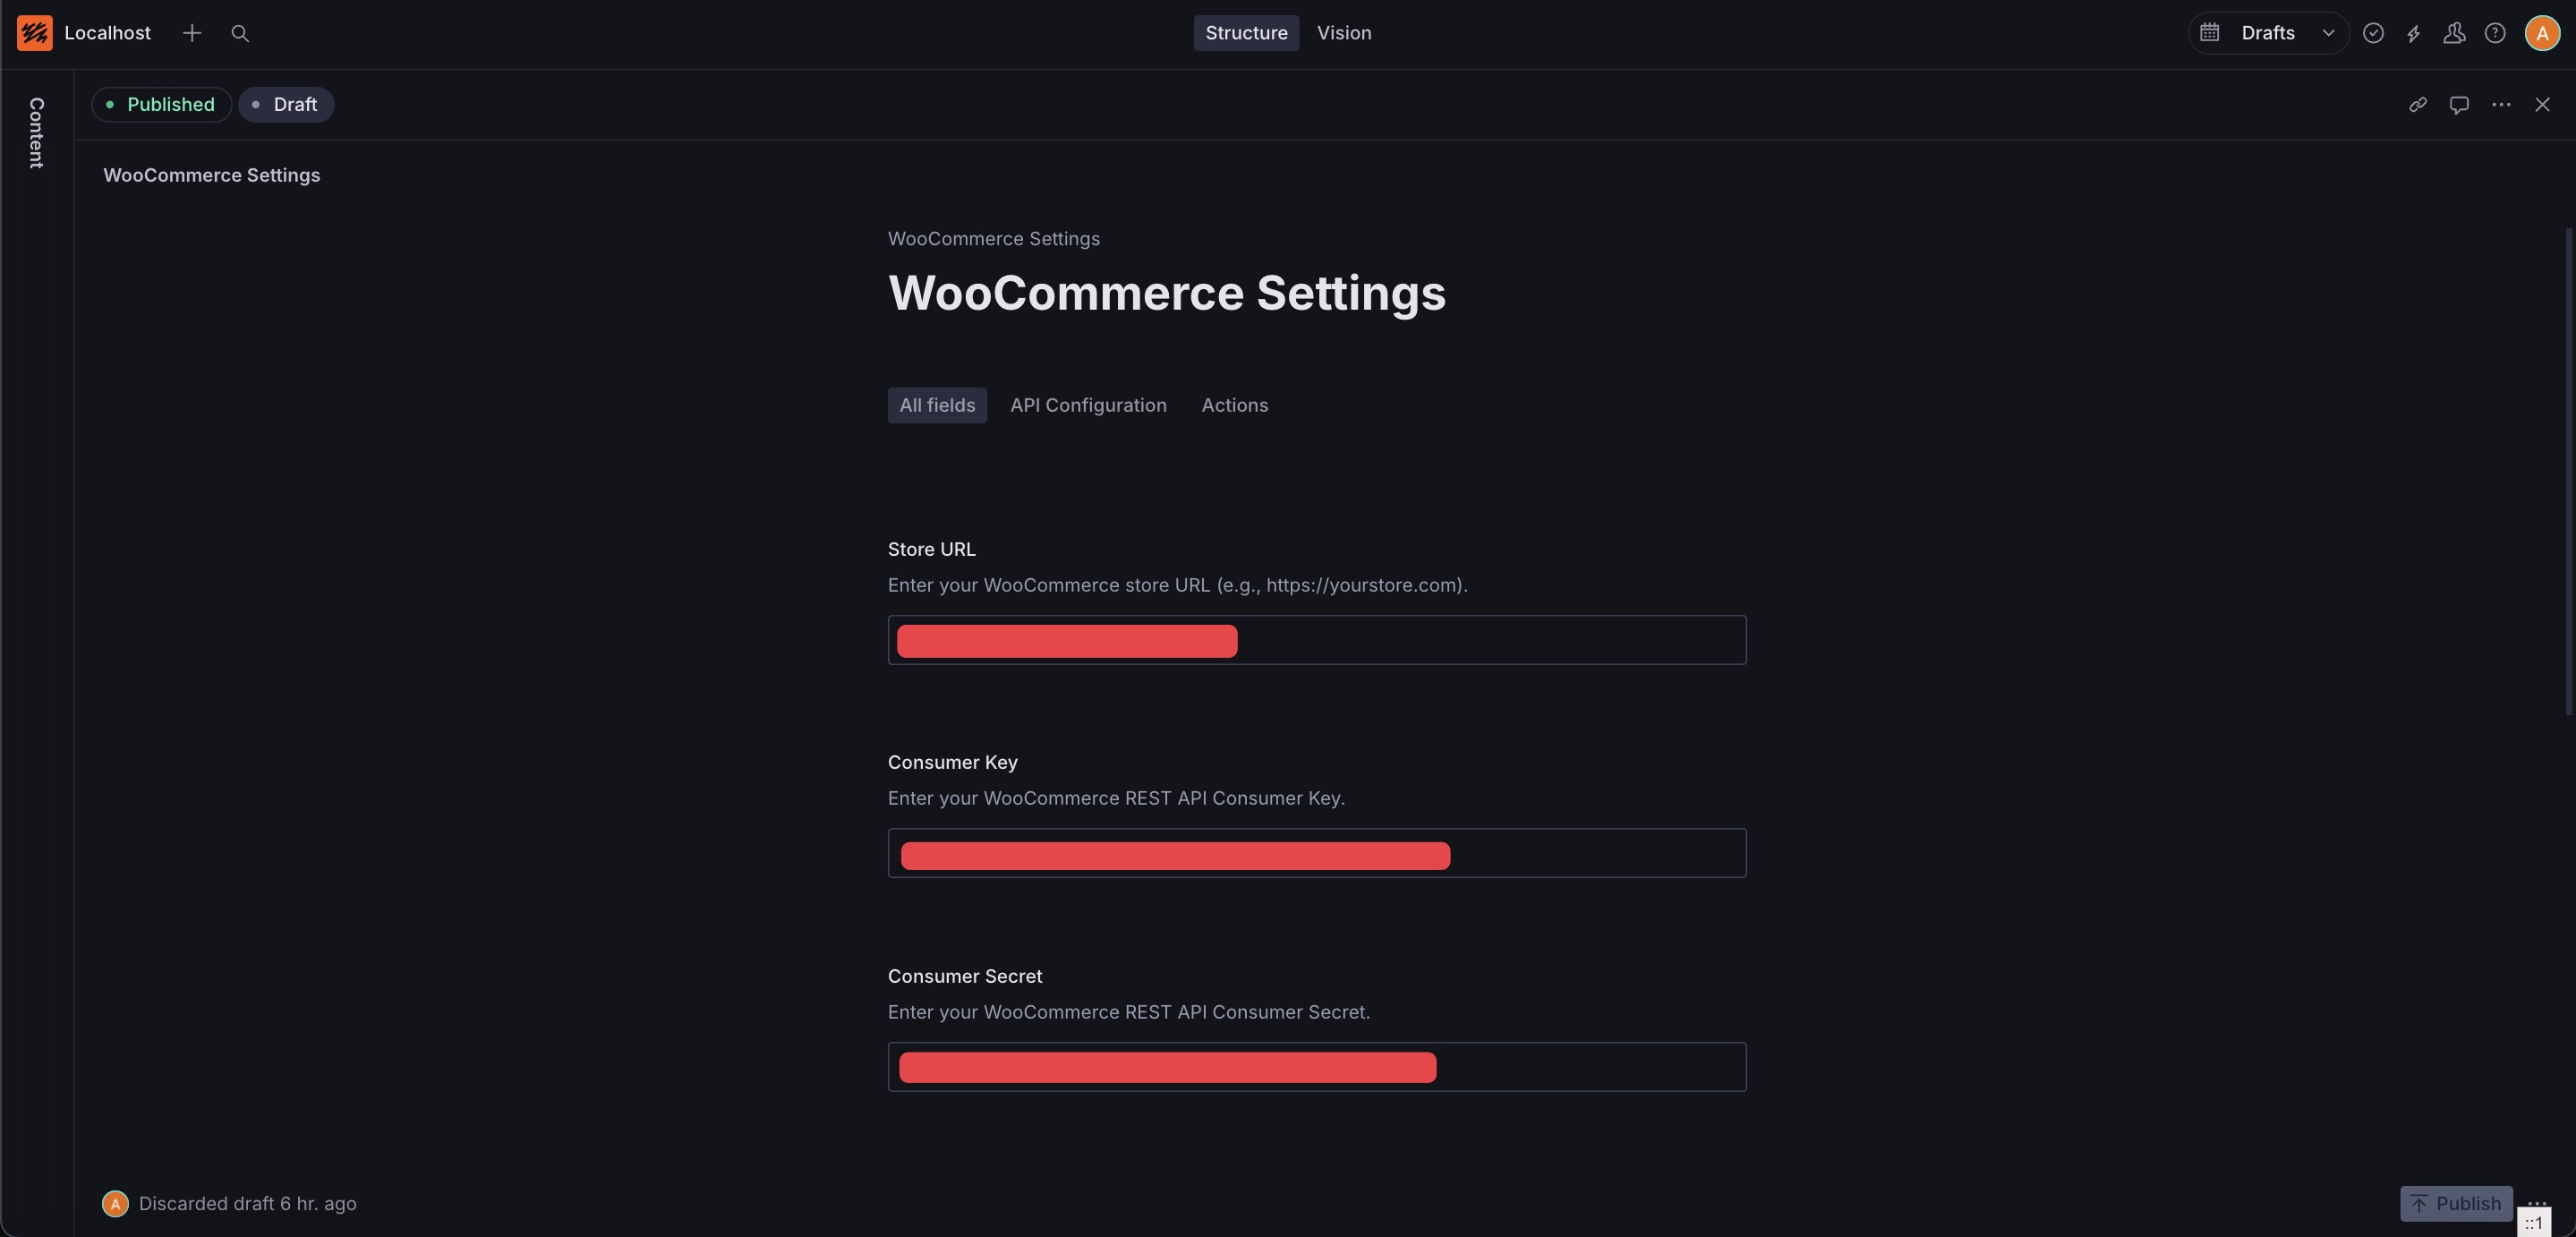 Localhost
Structure
Vision
Drafts
A
Content
Published
Draft
WooCommerce Settings
WooCommerce Settings
WooCommerce Settings
All fields
API Configuration
Actions
Store URL
Enter your WooCommerce store URL (e.g., https://yourstore.com).
Consumer Key
Enter your WooCommerce REST API Consumer Key.
Consumer Secret
Enter your WooCommerce REST API Consumer Secret.
A
Discarded draft 6 hr. ago
Publish
::1